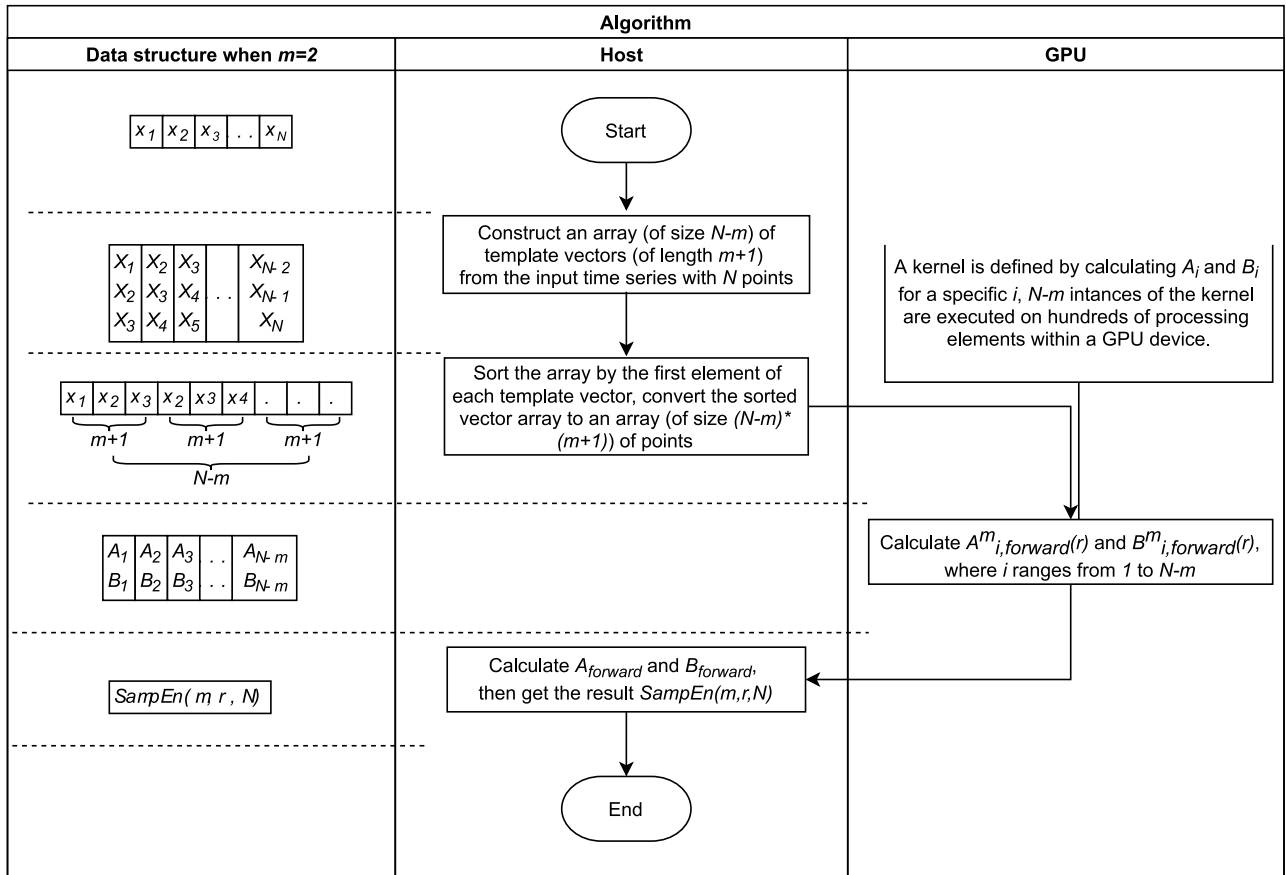 Algorithm
Data structure when m=2
Host
GPU
x1 x2 x3 . . . xN
Start
Construct an array (of size N-m) of
template vectors (of length m+1)
from the input time series with N points
X1 X2 X3 XN-2
X2 X3 X4 . . . XN-1
X3 X4 X5 XN
A kernel is defined by calculating Ai and Bi
for a specific i, N-m intances of the kernel
are executed on hundreds of processing
elements within a GPU device.
Sort the array by the first element of
each template vector, convert the sorted
vector array to an array (of size (N-m)*
(m+1)) of points
x1 x2 x3 x2 x3 x4 . . .
m+1 m+1 m+1
N-m
A1 A2 A3 . . . AN-m
B1 B2 B3 . . . BN-m
Calculate A^m i,forward(r) and B^m i,forward(r),
where i ranges from 1 to N-m
Calculate Aforward and Bforward,
then get the result SampEn(m,r,N)
SampEn( m, r , N)
End